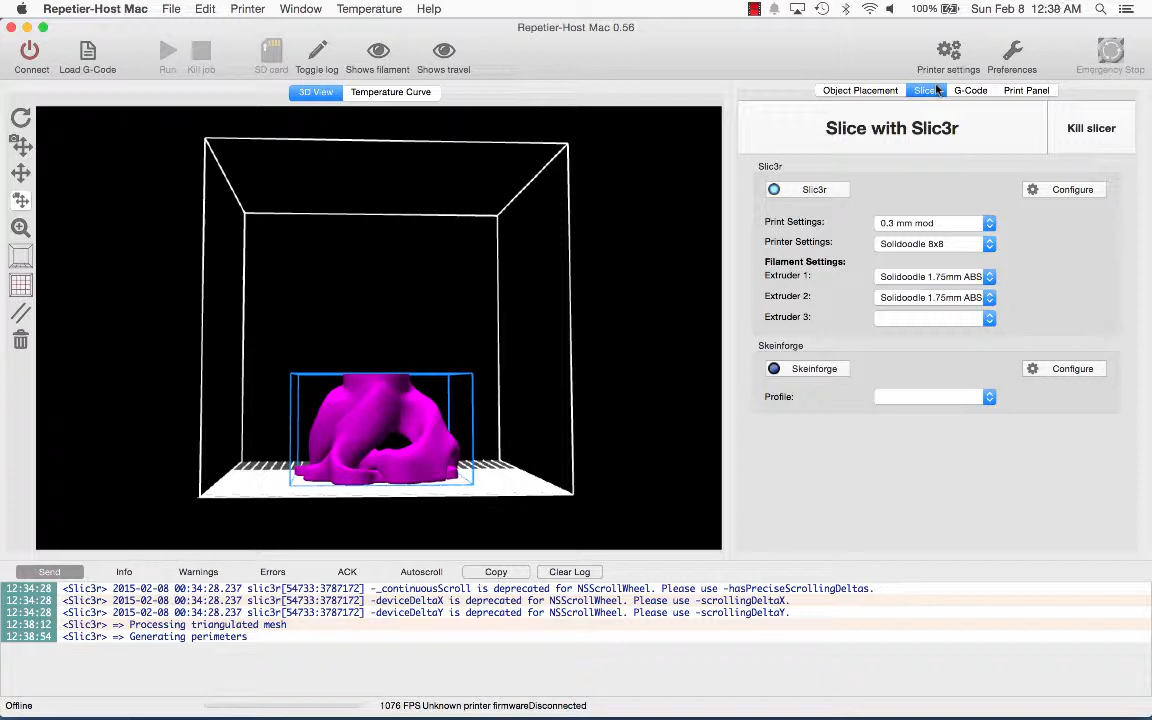 Repetier-Host Mac File Edit Printer Window Temperature Help 100% Sun Feb 8 12:38 AM
Repetier-Host Mac 0.56
Connect Load G-Code Run Kill job SD card Toggle log Shows filament Shows travel Printer settings Preferences Emergency Stop
3D View Temperature Curve
Object Placement Slicer G-Code Print Panel
Slice with Slic3r Kill slicer
Slic3r
Slic3r Configure
Print Settings: 0.3 mm mod
Printer Settings: Solidoodle 8x8
Filament Settings:
Extruder 1: Solidoodle 1.75mm ABS
Extruder 2: Solidoodle 1.75mm ABS
Extruder 3:
Skeinforge
Skeinforge Configure
Profile:
Send Info Warnings Errors ACK Autoscroll Copy Clear Log
12:34:28 <Slic3r> 2015-02-08 00:34:28.237 slic3r[54733:3787172] -_continuousScroll is deprecated for NSScrollWheel. Please use -hasPreciseScrollingDeltas.
12:34:28 <Slic3r> 2015-02-08 00:34:28.237 slic3r[54733:3787172] -deviceDeltaX is deprecated for NSScrollWheel. Please use -scrollingDeltaX.
12:34:28 <Slic3r> 2015-02-08 00:34:28.237 slic3r[54733:3787172] -deviceDeltaY is deprecated for NSScrollWheel. Please use -scrollingDeltaY.
12:38:12 <Slic3r> => Processing triangulated mesh
12:38:54 <Slic3r> => Generating perimeters
Offline 1076 FPS Unknown printer firmware Disconnected